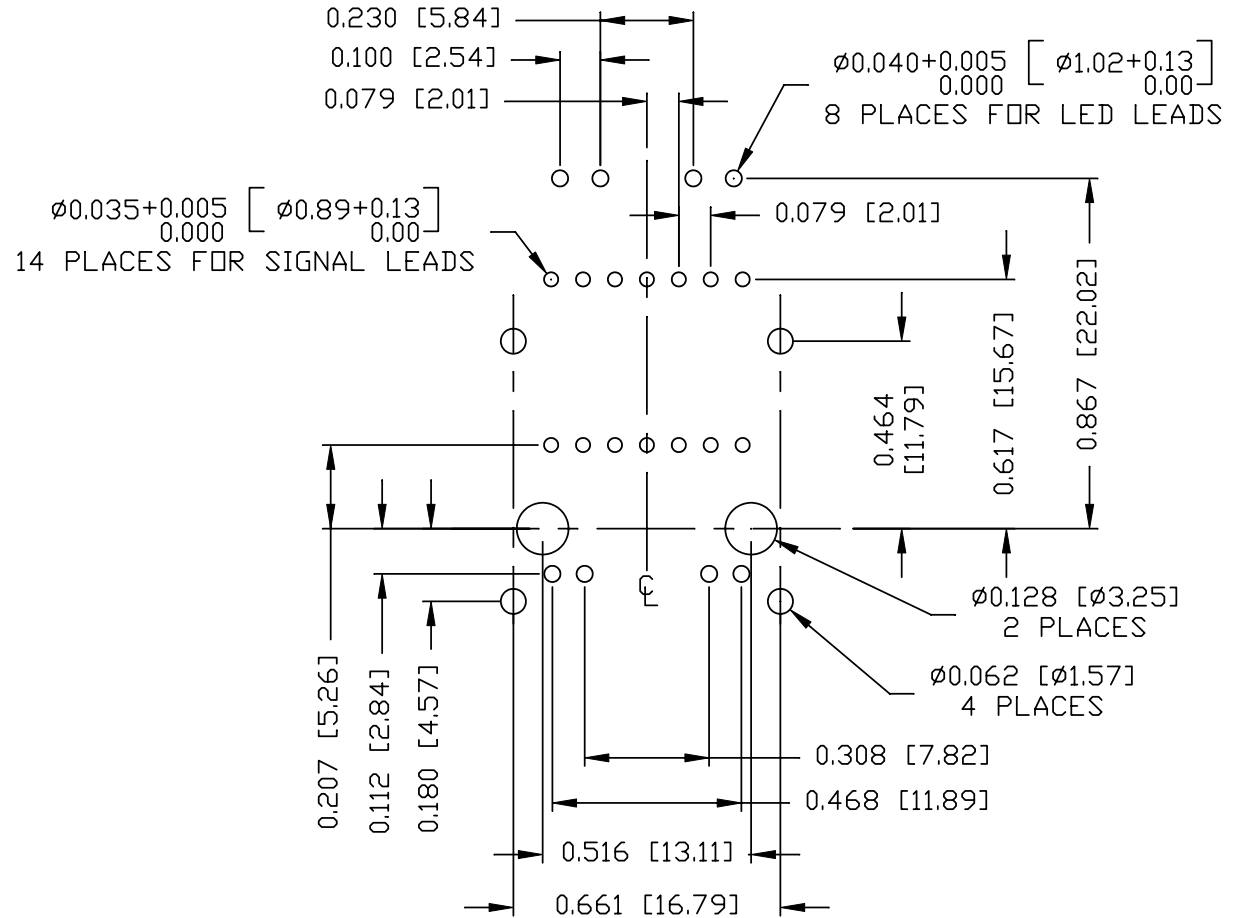 0.230 [5.84]
0.100 [2.54]
0.079 [2.01]
Ø0.040+0.005 [Ø1.02+0.13]
0.000 0.00
8 PLACES FOR LED LEADS
Ø0.035+0.005 [Ø0.89+0.13]
0.000 0.00
14 PLACES FOR SIGNAL LEADS
0.079 [2.01]
0.464
[11.79]
0.617 [15.67]
0.867 [22.02]
CL
Ø0.128 [Ø3.25]
2 PLACES
Ø0.062 [Ø1.57]
4 PLACES
0.207 [5.26]
0.112 [2.84]
0.180 [4.57]
0.308 [7.82]
0.468 [11.89]
0.516 [13.11]
0.661 [16.79]